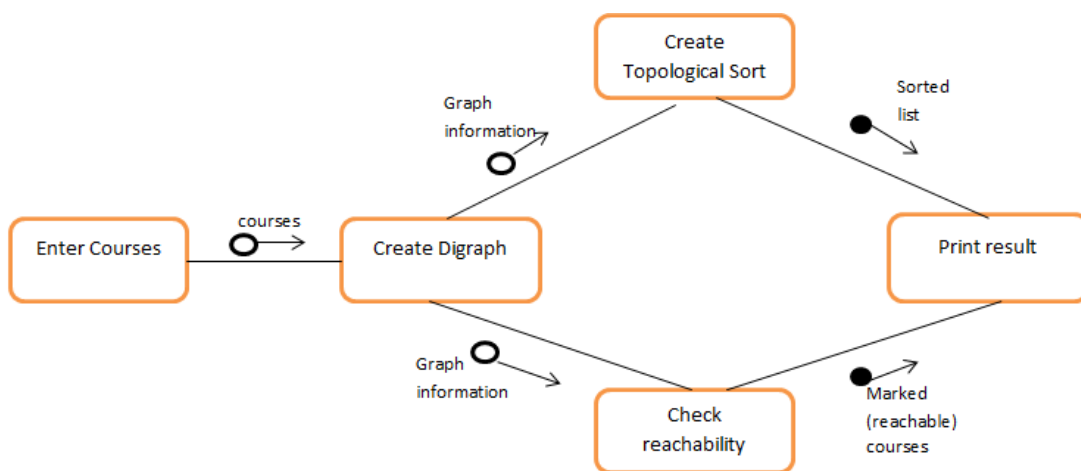 Create
Topological Sort
Graph
information
Sorted
list
Enter Courses
courses
Create Digraph
Print result
Graph
information
Check
reachability
Marked
(reachable)
courses